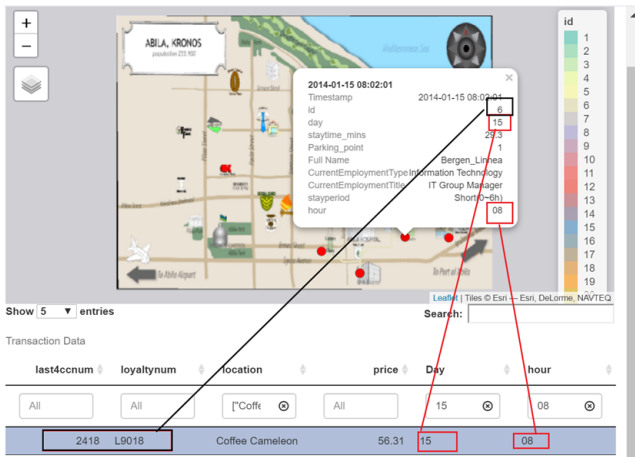 +
−
ABILA, KRONOS
id
1
2
3
4
5
6
7
8
9
10
11
12
13
14
15
16
17
18
19
×
2014-01-15 08:02:01
Timestamp 2014-01-15 08:02:01
id 6
day 15
staytime_mins 29.3
Parking_point 1
Full Name Bergen_Linnea
CurrentEmploymentType Information Technology
CurrentEmploymentTitle IT Group Manager
stayperiod Short(0~6h)
hour 08
HOSPITAL
To Abila Airport
To Port of Abila
Leaflet | Tiles © Esri — Esri, DeLorme, NAVTEQ
Show 5 entries
Search:
Transaction Data
last4ccnum loyaltynum location price Day hour
All All ["Coffe All 15 08
2418 L9018 Coffee Cameleon 56.31 15 08